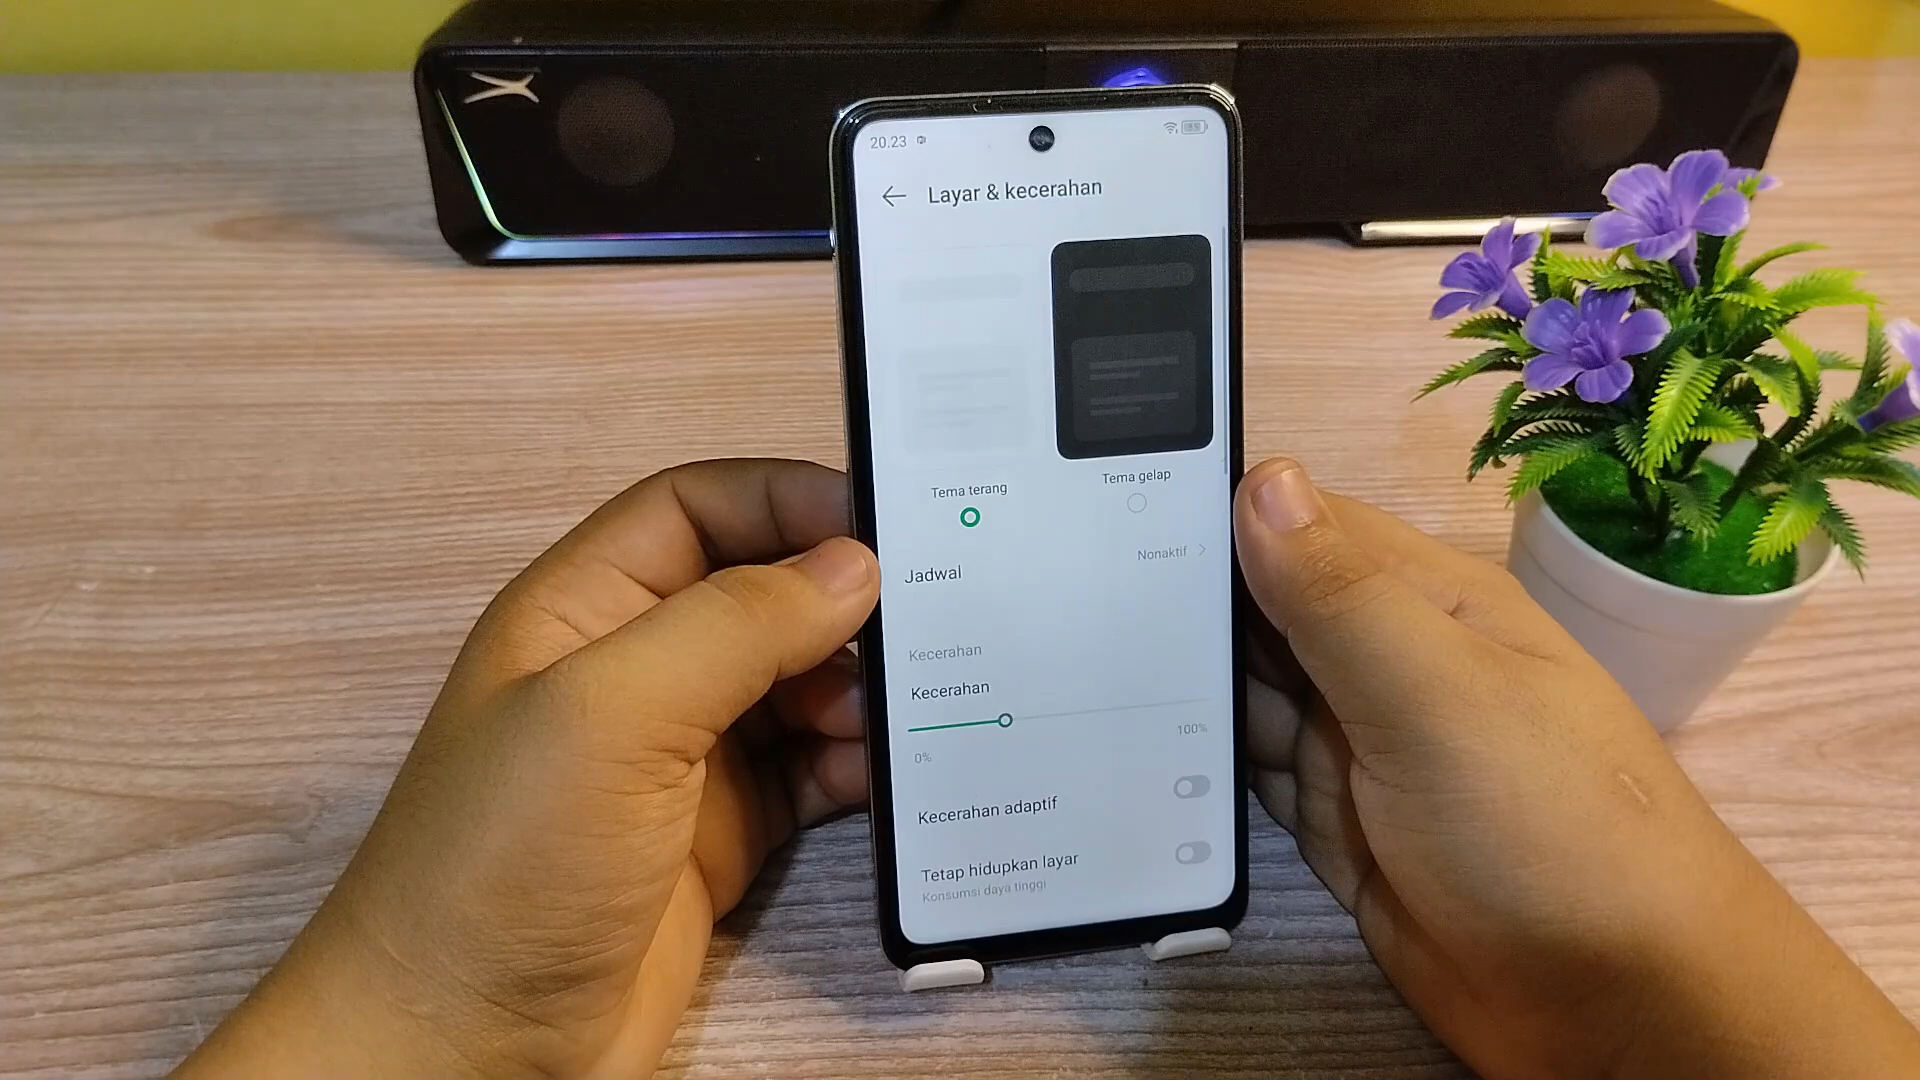 20.23
Layar & kecerahan
Tema terang
Tema gelap
Jadwal
Nonaktif
Kecerahan
Kecerahan
0%
100%
Kecerahan adaptif
Tetap hidupkan layar
Konsumsi daya tinggi